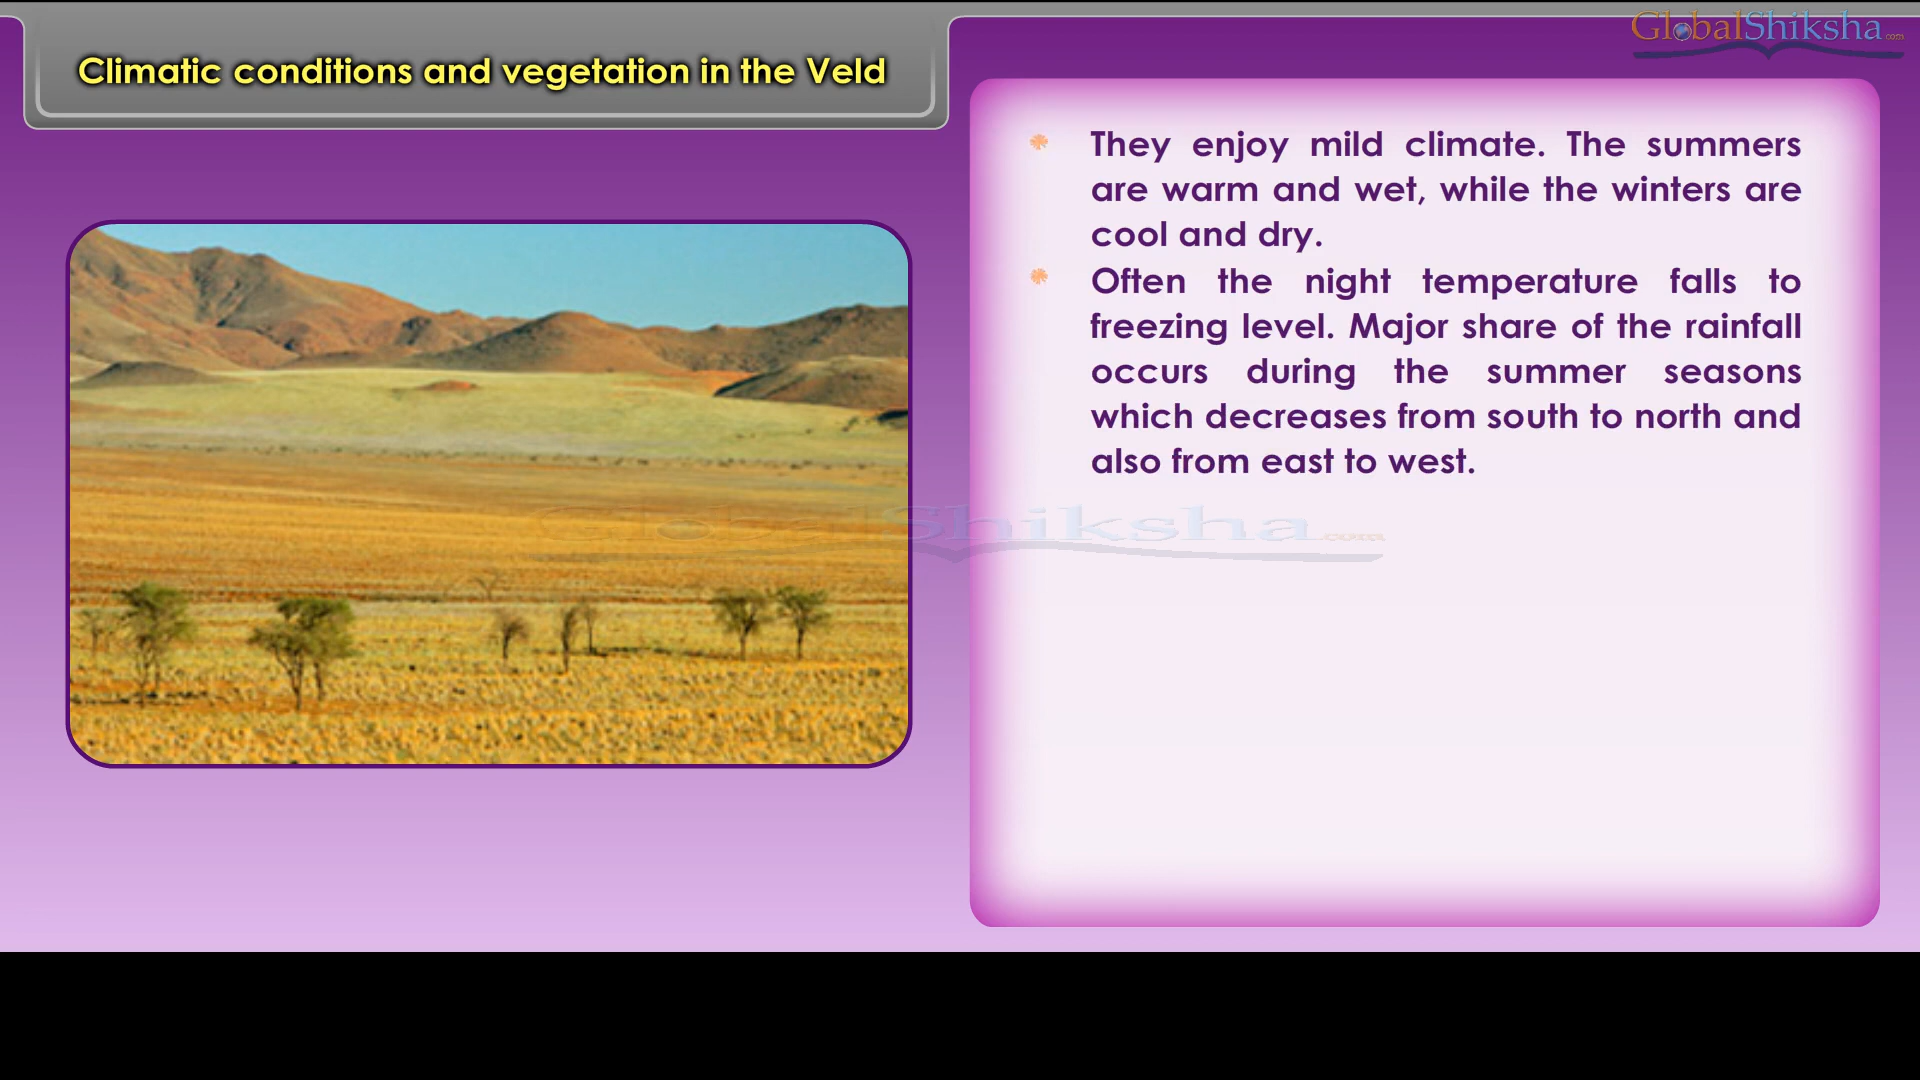 Climatic conditions and vegetation in the Veld
GlobalShiksha.com
They enjoy mild climate. The summers
are warm and wet, while the winters are
cool and dry.
Often the night temperature falls to
freezing level. Major share of the rainfall
occurs during the summer seasons
which decreases from south to north and
also from east to west.
GlobalShiksha.com